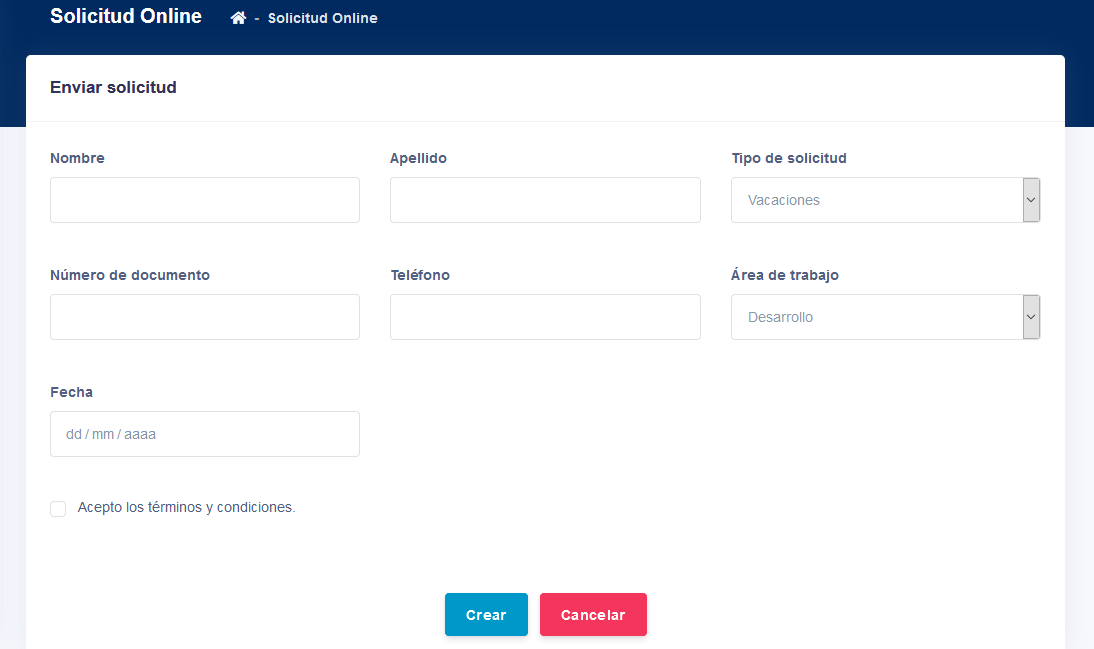 Solicitud Online - Solicitud Online
Enviar solicitud
Nombre Apellido Tipo de solicitud
Vacaciones
Número de documento Teléfono Área de trabajo
Desarrollo
Fecha
dd / mm / aaaa
Acepto los términos y condiciones.
Crear Cancelar